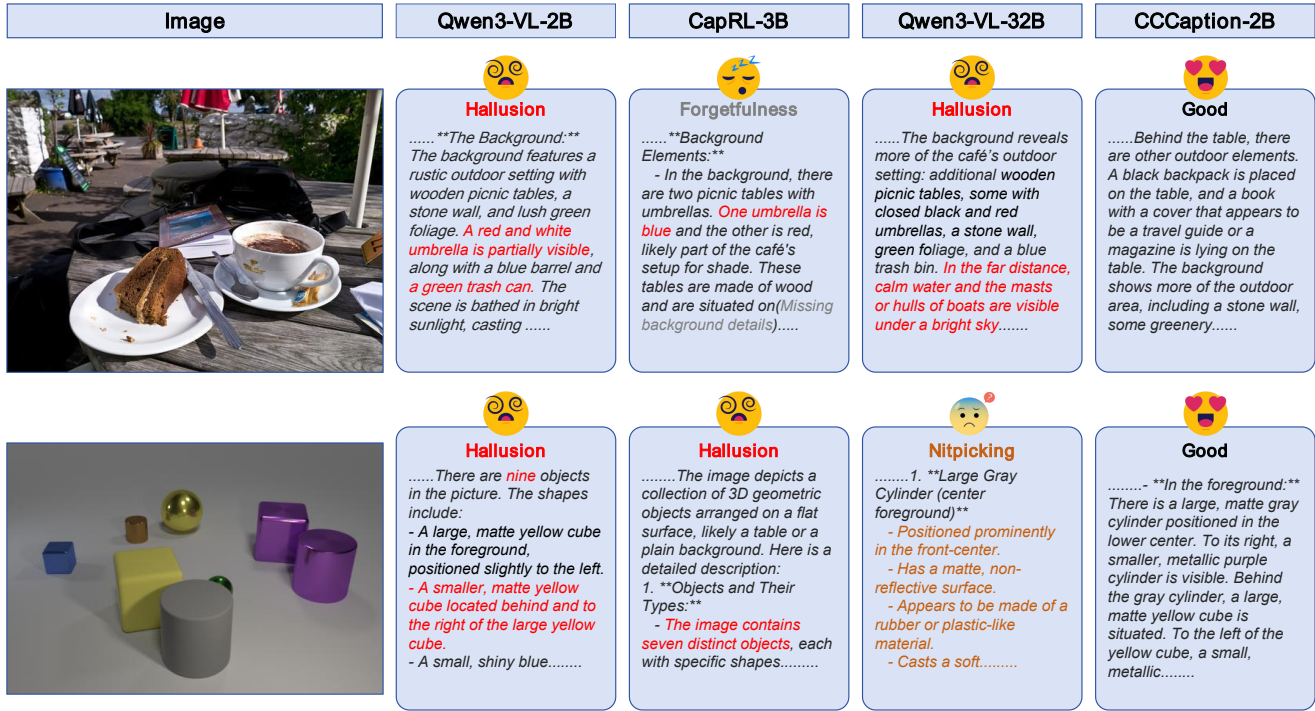 Image
Qwen3-VL-2B
CapRL-3B
Qwen3-VL-32B
CCCaption-2B
Hallusion
......**The Background:**
The background features a
rustic outdoor setting with
wooden picnic tables, a
stone wall, and lush green
foliage. A red and white
umbrella is partially visible,
along with a blue barrel and
a green trash can. The
scene is bathed in bright
sunlight, casting ......
Forgetfulness
......**Background
Elements:**
- In the background, there
are two picnic tables with
umbrellas. One umbrella is
blue and the other is red,
likely part of the café's
setup for shade. These
tables are made of wood
and are situated on(Missing
background details).....
Hallusion
....The background reveals
more of the café's outdoor
setting: additional wooden
picnic tables, some with
closed black and red
umbrellas, a stone wall,
green foliage, and a blue
trash bin. In the far distance,
calm water and the masts
or hulls of boats are visible
under a bright sky.......
Good
......Behind the table, there
are other outdoor elements.
A black backpack is placed
on the table, and a book
with a cover that appears to
be a travel guide or a
magazine is lying on the
table. The background
shows more of the outdoor
area, including a stone wall,
some greenery......
Hallusion
......There are nine objects
in the picture. The shapes
include:
- A large, matte yellow cube
in the foreground,
positioned slightly to the left.
- A smaller, matte yellow
cube located behind and to
the right of the large yellow
cube.
- A small, shiny blue........
Hallusion
........The image depicts a
collection of 3D geometric
objects arranged on a flat
surface, likely a table or a
plain background. Here is a
detailed description:
1. **Objects and Their
Types:**
- The image contains
seven distinct objects, each
with specific shapes.........
Nitpicking
........1. **Large Gray
Cylinder (center
foreground)**
- Positioned prominently
in the front-center.
- Has a matte, non-
reflective surface.
- Appears to be made of a
rubber or plastic-like
material.
- Casts a soft.........
Good
........- **In the foreground:**
There is a large, matte gray
cylinder positioned in the
lower center. To its right, a
smaller, metallic purple
cylinder is visible. Behind
the gray cylinder, a large,
matte yellow cube is
situated. To the left of the
yellow cube, a small,
metallic........